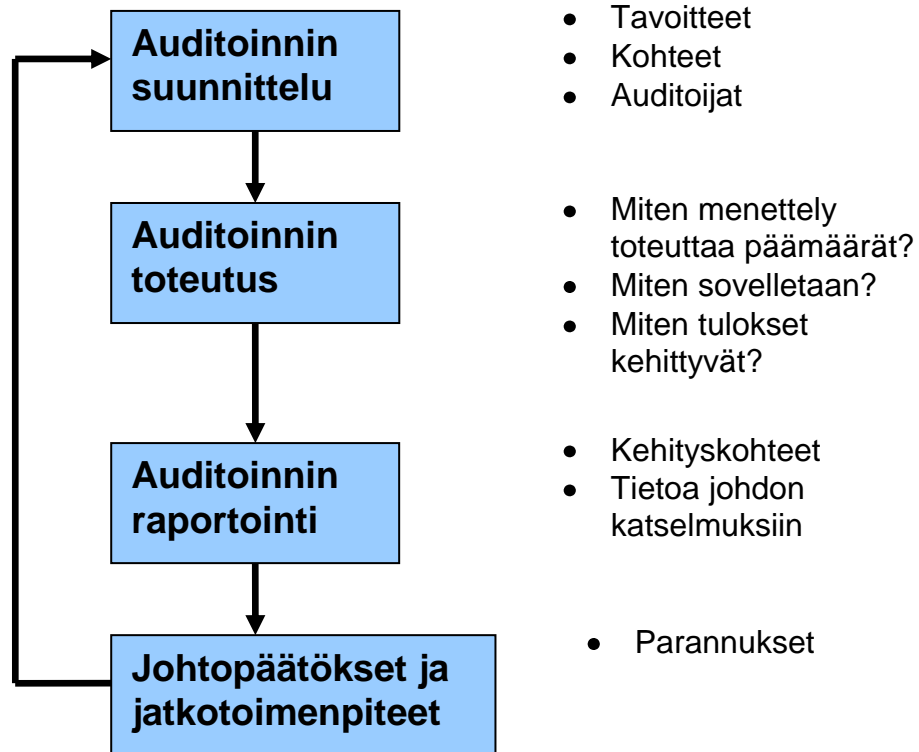 Auditoinnin
suunnittelu
• Tavoitteet
• Kohteet
• Auditoijat
Auditoinnin
toteutus
• Miten menettely
toteuttaa päämäärät?
• Miten sovelletaan?
• Miten tulokset
kehittyvät?
Auditoinnin
raportointi
• Kehityskohteet
• Tietoa johdon
katselmuksiin
Johtopäätökset ja
jatkotoimenpiteet
• Parannukset